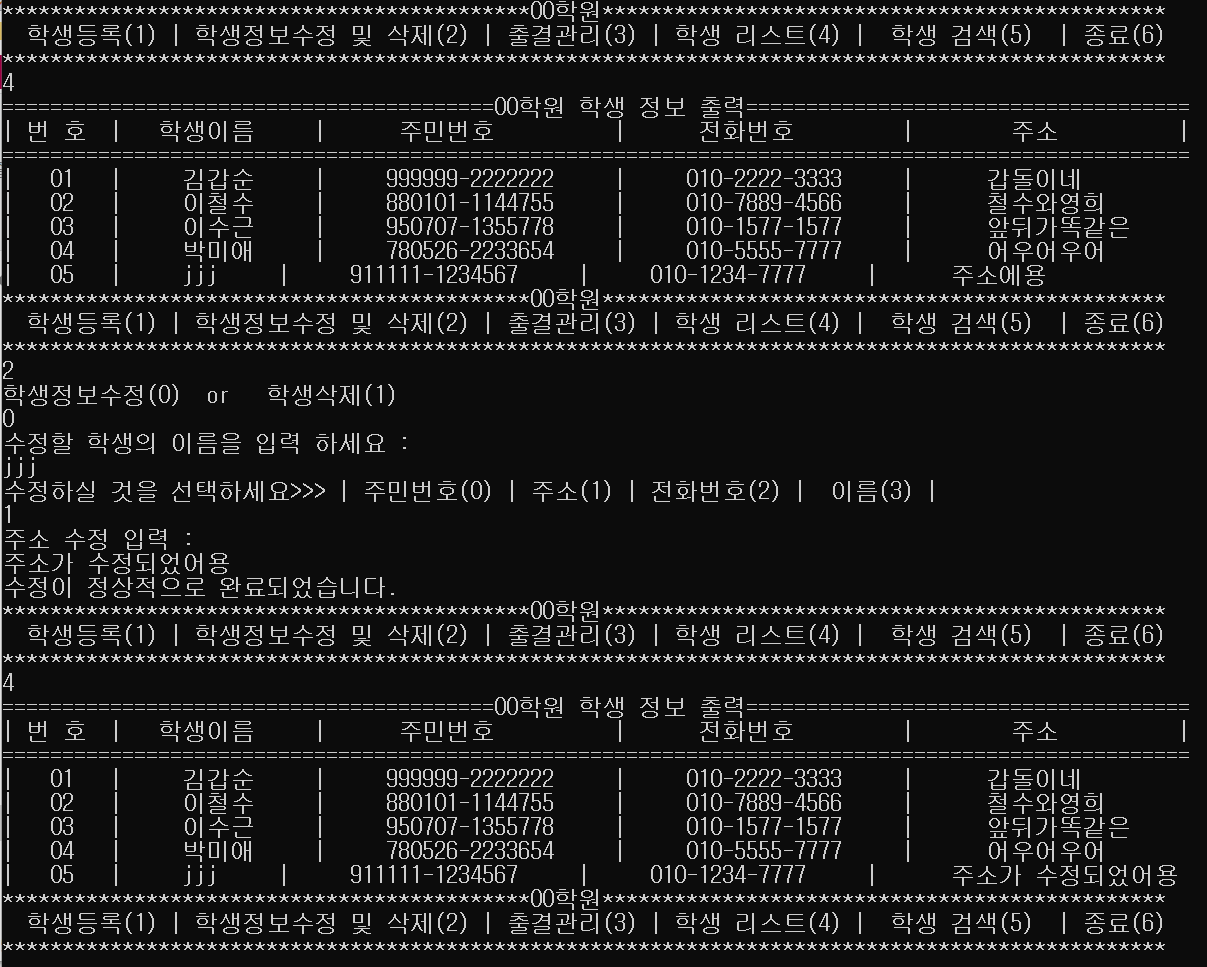 ********************************************00학원***********************************************
학생등록(1) | 학생정보수정 및 삭제(2) | 출결관리(3) | 학생 리스트(4) |  학생 검색(5)  | 종료(6)
*************************************************************************************************
4
=========================================00학원 학생 정보 출력=====================================
| 번 호  |   학생이름     |      주민번호          |      전화번호         |        주소          |
===================================================================================================
|   01   |     김갑순     |     999999-2222222     |     010-2222-3333     |      갑돌이네
|   02   |     이철수     |     880101-1144755     |     010-7889-4566     |      철수와영희
|   03   |     이수근     |     950707-1355778     |     010-1577-1577     |      앞뒤가똑같은
|   04   |     박미애     |     780526-2233654     |     010-5555-7777     |      어우어우어
|   05   |     jjj     |     911111-1234567     |     010-1234-7777     |      주소에용
********************************************00학원***********************************************
학생등록(1) | 학생정보수정 및 삭제(2) | 출결관리(3) | 학생 리스트(4) |  학생 검색(5)  | 종료(6)
*************************************************************************************************
2
학생정보수정(0)  or   학생삭제(1)
0
수정할 학생의 이름을 입력 하세요 :
jjj
수정하실 것을 선택하세요>>> | 주민번호(0) | 주소(1) | 전화번호(2) |  이름(3) |
1
주소 수정 입력 :
주소가 수정되었어용
수정이 정상적으로 완료되었습니다.
********************************************00학원***********************************************
학생등록(1) | 학생정보수정 및 삭제(2) | 출결관리(3) | 학생 리스트(4) |  학생 검색(5)  | 종료(6)
*************************************************************************************************
4
=========================================00학원 학생 정보 출력=====================================
| 번 호  |   학생이름     |      주민번호          |      전화번호         |        주소          |
===================================================================================================
|   01   |     김갑순     |     999999-2222222     |     010-2222-3333     |      갑돌이네
|   02   |     이철수     |     880101-1144755     |     010-7889-4566     |      철수와영희
|   03   |     이수근     |     950707-1355778     |     010-1577-1577     |      앞뒤가똑같은
|   04   |     박미애     |     780526-2233654     |     010-5555-7777     |      어우어우어
|   05   |     jjj     |     911111-1234567     |     010-1234-7777     |      주소가 수정되었어용
********************************************00학원***********************************************
학생등록(1) | 학생정보수정 및 삭제(2) | 출결관리(3) | 학생 리스트(4) |  학생 검색(5)  | 종료(6)
*************************************************************************************************